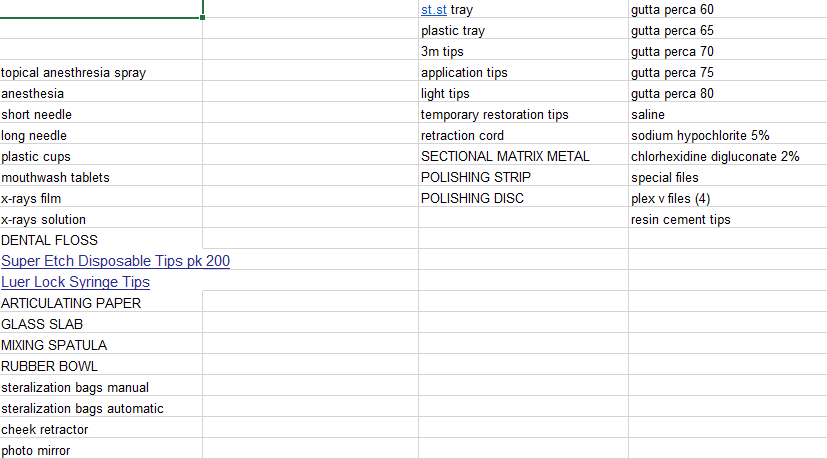 st.st tray
plastic tray
3m tips
topical anesthresia spray
application tips
anesthesia
light tips
short needle
temporary restoration tips
long needle
retraction cord
plastic cups
SECTIONAL MATRIX METAL
mouthwash tablets
POLISHING STRIP
x-rays film
POLISHING DISC
x-rays solution
DENTAL FLOSS
Super Etch Disposable Tips pk 200
Luer Lock Syringe Tips
ARTICULATING PAPER
GLASS SLAB
MIXING SPATULA
RUBBER BOWL
steralization bags manual
steralization bags automatic
cheek retractor
photo mirror
gutta perca 60
gutta perca 65
gutta perca 70
gutta perca 75
gutta perca 80
saline
sodium hypochlorite 5%
chlorhexidine digluconate 2%
special files
plex v files (4)
resin cement tips